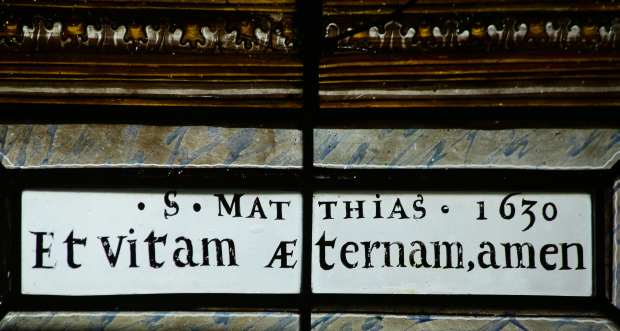 · S · MATTHIAS · 1630
Et vitam Æternam, amen